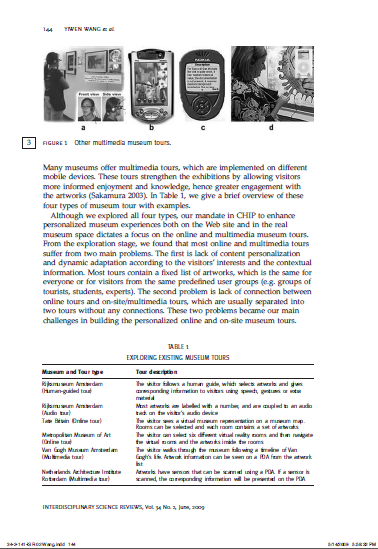 144 YIWEN WANG et al.
Front view Side view
NOKIA
Description
a b c d
3 FIGURE 1 Other multimedia museum tours.
Many museums offer multimedia tours, which are implemented on different
mobile devices. These tours strengthen the exhibitions by allowing visitors
more informed enjoyment and knowledge, hence greater engagement with
the artworks (Sakamura 2003). In Table 1, we give a brief overview of these
four types of museum tour with examples.
Although we explored all four types, our mandate in CHIP to enhance
personalized museum experiences both on the Web site and in the real
museum space dictates a focus on the online and multimedia museum tours.
From the exploration stage, we found that most online and multimedia tours
suffer from two main problems. The first is lack of content personalization
and dynamic adaptation according to the visitors' interests and the contextual
information. Most tours contain a fixed list of artworks, which is the same for
everyone or for visitors from the same predefined user groups (e.g. groups of
tourists, students, experts). The second problem is lack of connection between
online tours and on-site/multimedia tours, which are usually separated into
two tours without any connections. These two problems became our main
challenges in building the personalized online and on-site museum tours.
TABLE 1
EXPLORING EXISTING MUSEUM TOURS
Museum and Tour type Tour description
Rijksmuseum Amsterdam The visitor follows a human guide, which selects artworks and gives
(Human-guided tour) corresponding information to visitors using speech, gestures or extra
material
Rijksmuseum Amsterdam Most artworks are labelled with a number, and are coupled to an audio
(Audio tour) track on the visitor's audio device
Tate Britain (Online tour) The visitor sees a virtual museum representation on a museum map.
Rooms can be selected and each room contains a set of artworks
Metropolitan Museum of Art The visitor can select six different virtual reality rooms and then navigate
(Online tour) the virtual rooms and the artworks inside the rooms
Van Gogh Museum Amsterdam The visitor walks through the museum following a timeline of Van
(Multimedia tour) Gogh's life. Artwork information can be seen on a PDA from the artwork
list
Netherlands Architecture Institute Artworks have sensors that can be scanned using a PDA. If a sensor is
Rotterdam (Multimedia tour) scanned, the corresponding information will be presented on the PDA
INTERDISCIPLINARY SCIENCE REVIEWS, Vol. 34 No. 2, June, 2009